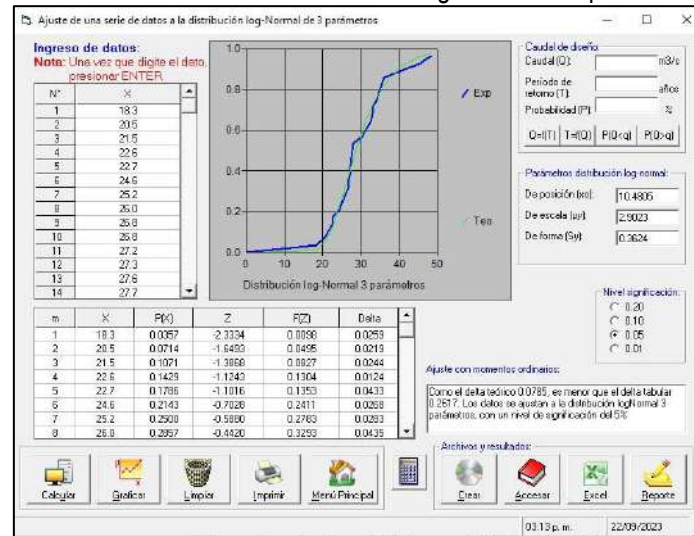 Ajuste de una serie de datos a la distribución log-Normal de 3 parámetros
Ingreso de datos:
Nota: Una vez que digite el dato,
presionar ENTER
N° X
1 18.3
2 20.5
3 21.5
4 22.6
5 22.7
6 24.6
7 25.2
8 26.0
9 26.8
10 26.8
11 27.2
12 27.3
13 27.6
14 27.7
1.0
0.8
0.6
0.4
0.2
0.0
0 10 20 30 40 50
Exp
Teo
Distribución log-Normal 3 parámetros
Caudal de diseño:
Caudal (Q): m3/s
Período de
retorno (T): años
Probabilidad (P): %
Q=f(T) T=f(Q) P(Q<q) P(Q>q)
Parámetros distribución log-normal:
De posición (xo): 10.4805
De escala (uy): 2.9023
De forma (Sy): 0.3624
Nivel significación:
0.20
0.10
0.05
0.01
m X P(X) Z F(Z) Delta
1 18.3 0.0357 -2.3334 0.0098 0.0259
2 20.5 0.0714 -1.6493 0.0495 0.0219
3 21.5 0.1071 -1.3868 0.0827 0.0244
4 22.6 0.1429 -1.1243 0.1304 0.0124
5 22.7 0.1786 -1.1016 0.1353 0.0433
6 24.6 0.2143 -0.7028 0.2411 0.0268
7 25.2 0.2500 -0.5880 0.2783 0.0283
8 26.0 0.2857 -0.4420 0.3293 0.0435
Ajuste con momentos ordinarios:
Como el delta teórico 0.0785, es menor que el delta tabular
0.2617. Los datos se ajustan a la distribución logNormal 3
parámetros, con un nivel de significación del 5%
Calcular Graficar Limpiar Imprimir Menú Principal
Archivos y resultados:
Crear Accesar Excel Reporte
03:13 p. m. 22/09/2023